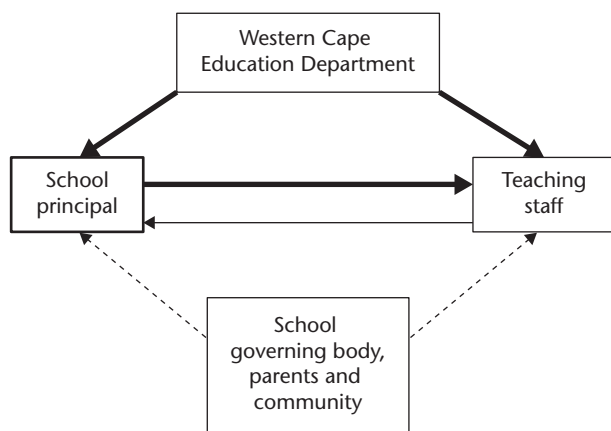 Western Cape
Education Department
School
principal
Teaching
staff
School
governing body,
parents and
community